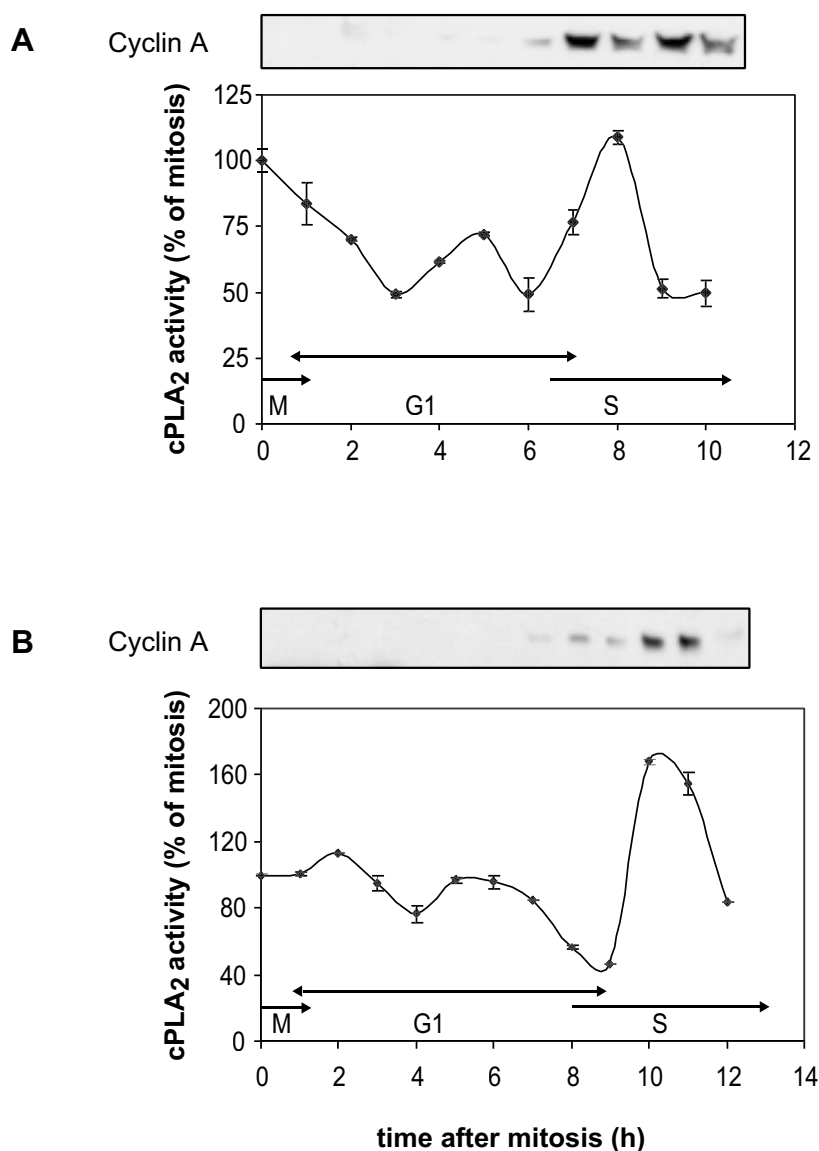 A
Cyclin A
cPLA2 activity (% of mitosis)
125
100
75
50
25
0
M
G1
S
0 2 4 6 8 10 12
B
Cyclin A
cPLA2 activity (% of mitosis)
200
160
120
80
40
0
M
G1
S
0 2 4 6 8 10 12 14
time after mitosis (h)